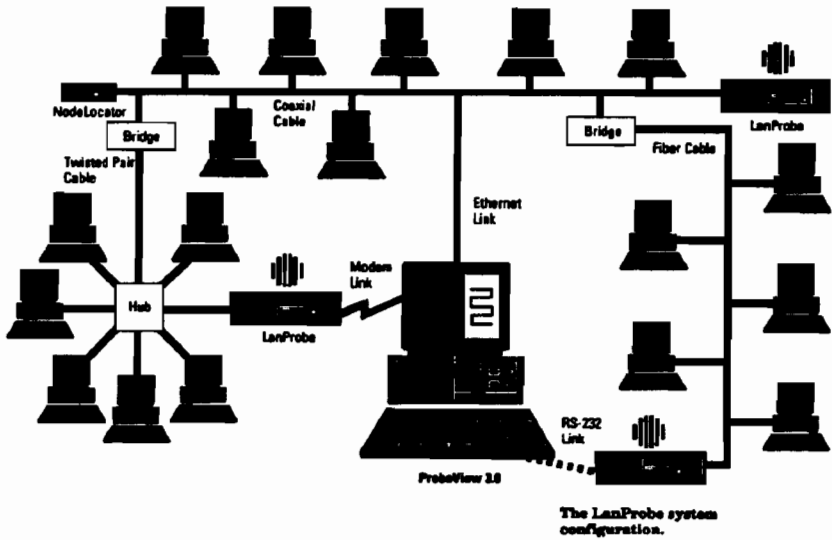 NodeLocator
Coaxial
Cable
LanProbe
Bridge
Bridge
Fiber Cable
Twisted Pair
Cable
Ethernet
Link
Modem
Link
Hub
LanProbe
RS-232
Link
ProbeView 3.0
The LanProbe system
configuration.